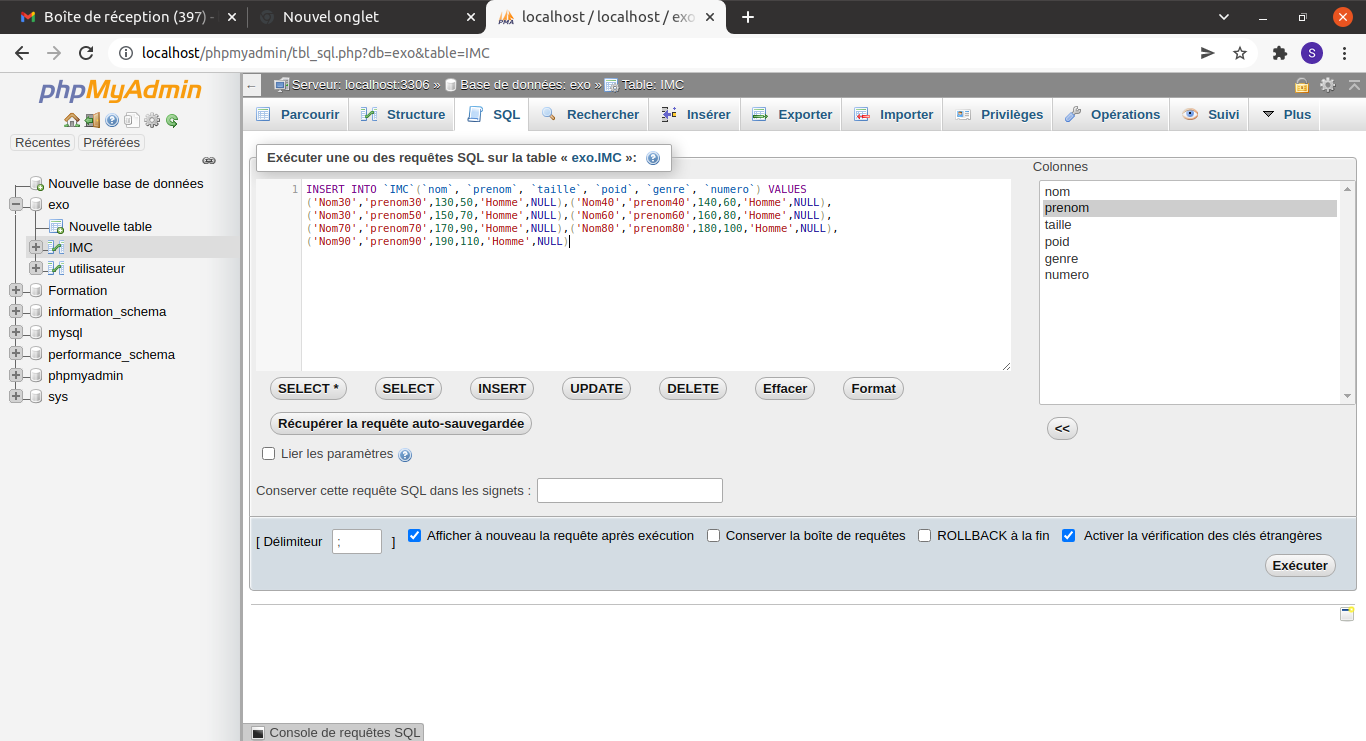 Boîte de réception (397) -
Nouvel onglet
localhost / localhost / exo
localhost/phpmyadmin/tbl_sql.php?db=exo&table=IMC
S
phpMyAdmin
Récentes Préférées
Nouvelle base de données
exo
Nouvelle table
IMC
utilisateur
Formation
information_schema
mysql
performance_schema
phpmyadmin
sys
Serveur: localhost:3306 » Base de données: exo » Table: IMC
Parcourir Structure SQL Rechercher Insérer Exporter Importer Privilèges Opérations Suivi Plus
Exécuter une ou des requêtes SQL sur la table « exo.IMC »:
1 INSERT INTO `IMC`(`nom`, `prenom`, `taille`, `poid`, `genre`, `numero`) VALUES
('Nom30','prenom30',130,50,'Homme',NULL),('Nom40','prenom40',140,60,'Homme',NULL),
('Nom30','prenom50',150,70,'Homme',NULL),('Nom60','prenom60',160,80,'Homme',NULL),
('Nom70','prenom70',170,90,'Homme',NULL),('Nom80','prenom80',180,100,'Homme',NULL),
('Nom90','prenom90',190,110,'Homme',NULL)
Colonnes
nom
prenom
taille
poid
genre
numero
<<
SELECT * SELECT INSERT UPDATE DELETE Effacer Format
Récupérer la requête auto-sauvegardée
Lier les paramètres
Conserver cette requête SQL dans les signets :
[ Délimiteur ; ] Afficher à nouveau la requête après exécution Conserver la boîte de requêtes ROLLBACK à la fin Activer la vérification des clés étrangères
Exécuter
Console de requêtes SQL